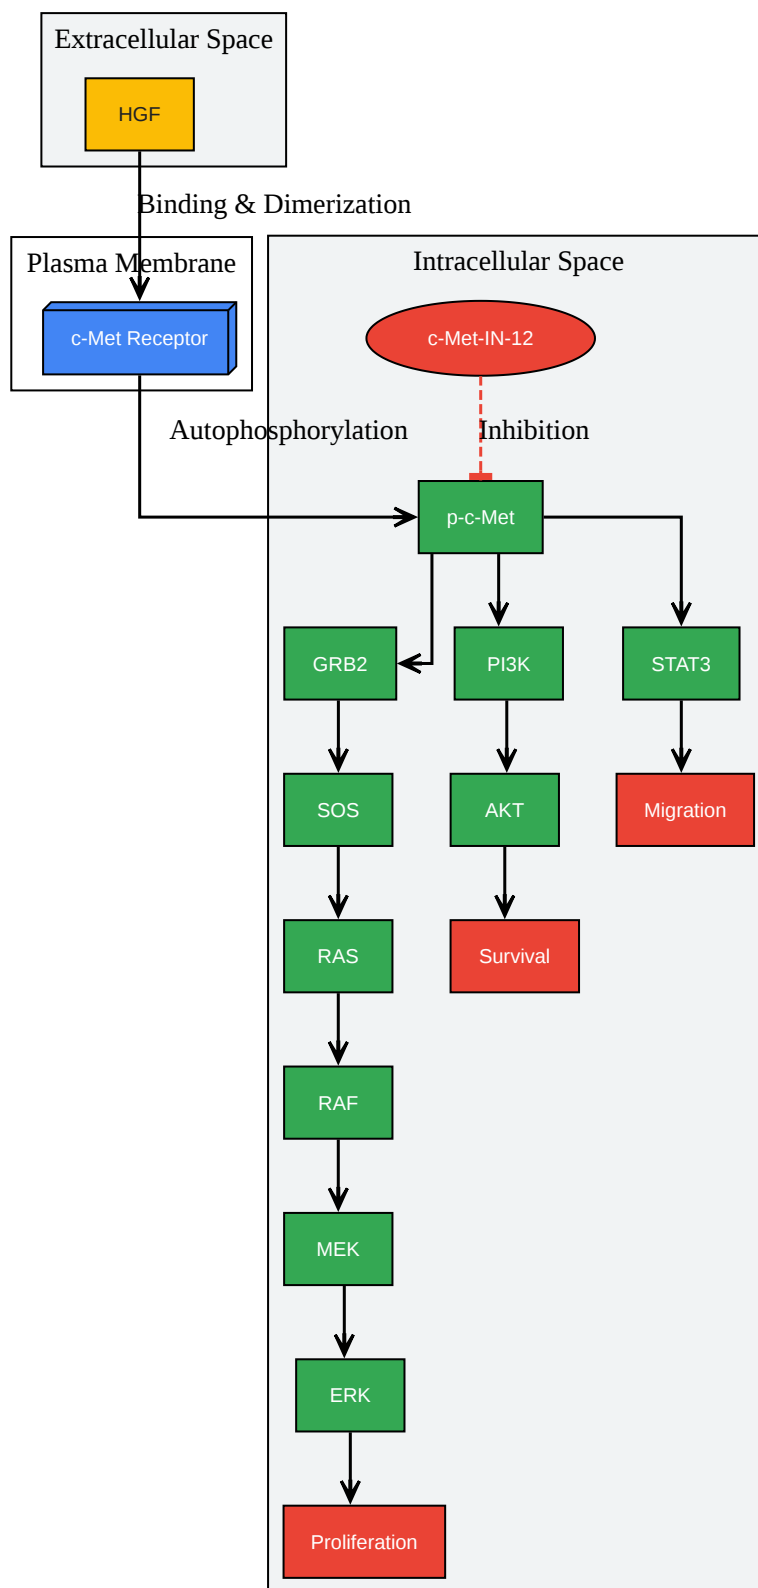 Extracellular Space
HGF
Binding & Dimerization
Plasma Membrane
Intracellular Space
c-Met Receptor
c-Met-IN-12
Autophosphorylation
Inhibition
p-c-Met
GRB2
PI3K
STAT3
SOS
AKT
Migration
RAS
Survival
RAF
MEK
ERK
Proliferation